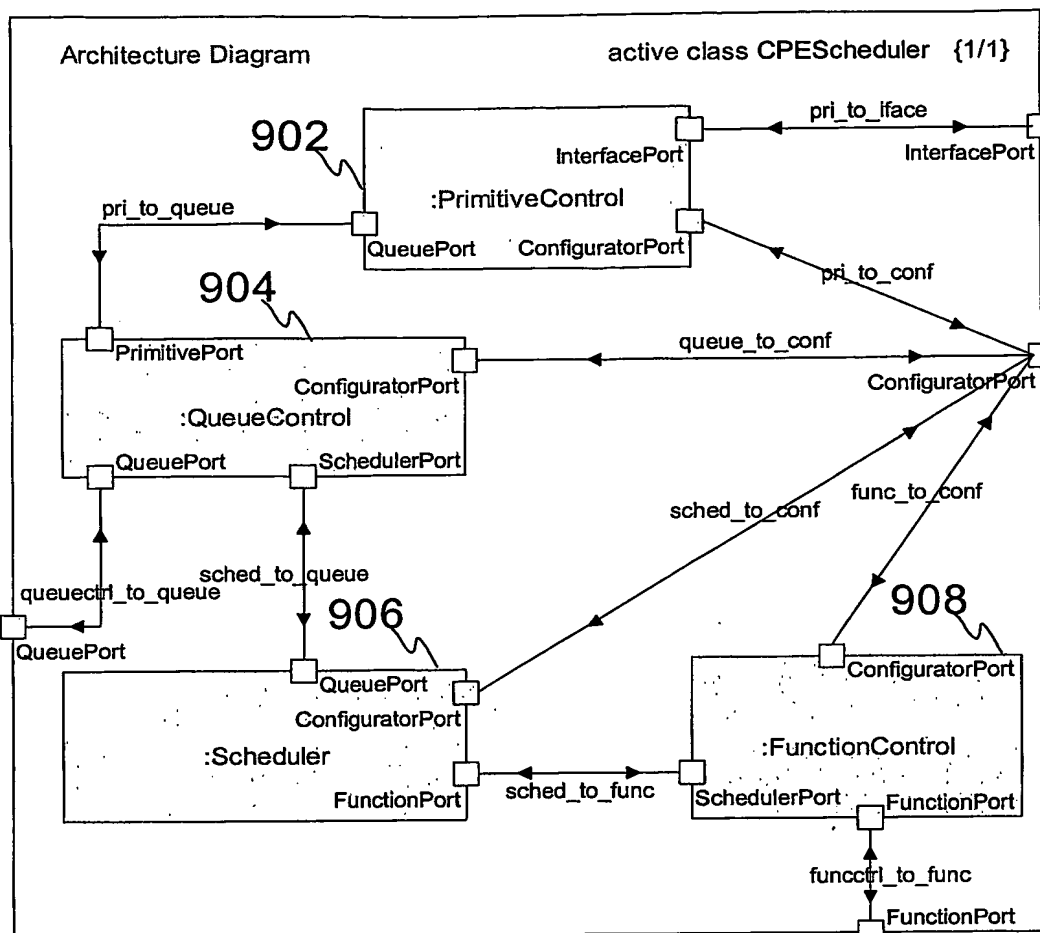 Architecture Diagram
active class CPEScheduler {1/1}
pri_to_iface
902
InterfacePort
InterfacePort
:PrimitiveControl
pri_to_queue
QueuePort
ConfiguratorPort
pri_to_conf
904
PrimitivePort
queue_to_conf
ConfiguratorPort
ConfiguratorPort
:QueueControl
QueuePort
SchedulerPort
func_to_conf
sched_to_conf
sched_to_queue
queuectrl_to_queue
906
908
QueuePort
QueuePort
ConfiguratorPort
ConfiguratorPort
:Scheduler
:FunctionControl
FunctionPort
sched_to_func
SchedulerPort
FunctionPort
funcctrl_to_func
FunctionPort